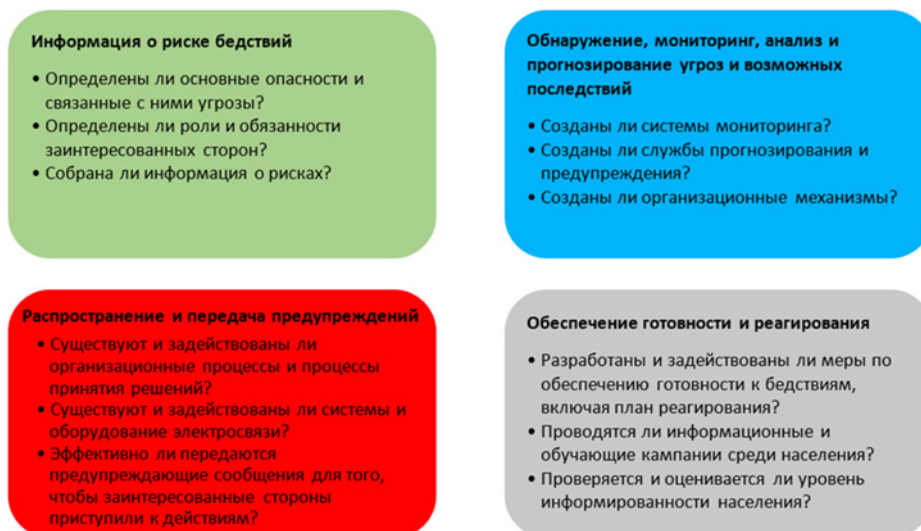 Информация о риске бедствий
• Определены ли основные опасности и
связанные с ними угрозы?
• Определены ли роли и обязанности
заинтересованных сторон?
• Собрана ли информация о рисках?
Обнаружение, мониторинг, анализ и
прогнозирование угроз и возможных
последствий
• Созданы ли системы мониторинга?
• Созданы ли службы прогнозирования и
предупреждения?
• Созданы ли организационные механизмы?
Распространение и передача предупреждений
• Существуют и задействованы ли
организационные процессы и процессы
принятия решений?
• Существуют и задействованы ли системы и
оборудование электросвязи?
• Эффективно ли передаются
предупреждающие сообщения для того,
чтобы заинтересованные стороны
приступили к действиям?
Обеспечение готовности и реагирования
• Разработаны и задействованы ли меры по
обеспечению готовности к бедствиям,
включая план реагирования?
• Проводятся ли информационные и
обучающие кампании среди населения?
• Проверяется и оценивается ли уровень
информированности населения?